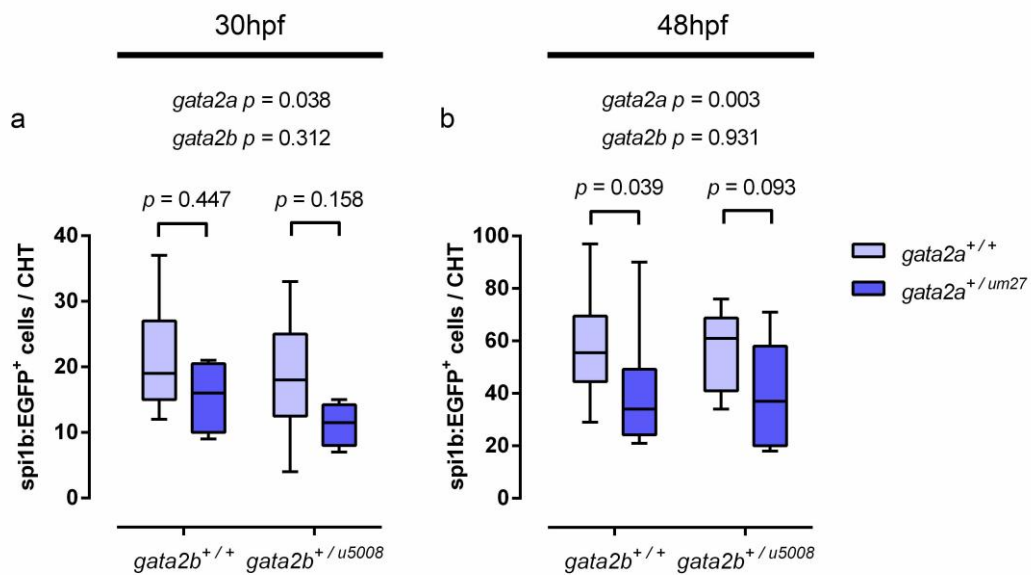 30hpf
48hpf
a
gata2a p = 0.038
gata2b p = 0.312
p = 0.447
p = 0.158
spi1b:EGFP+ cells / CHT
40
30
20
10
0
gata2b+/+
gata2b+/u5008
b
gata2a p = 0.003
gata2b p = 0.931
p = 0.039
p = 0.093
spi1b:EGFP+ cells / CHT
100
80
60
40
20
0
gata2b+/+
gata2b+/u5008
gata2a+/+
gata2a+/um27